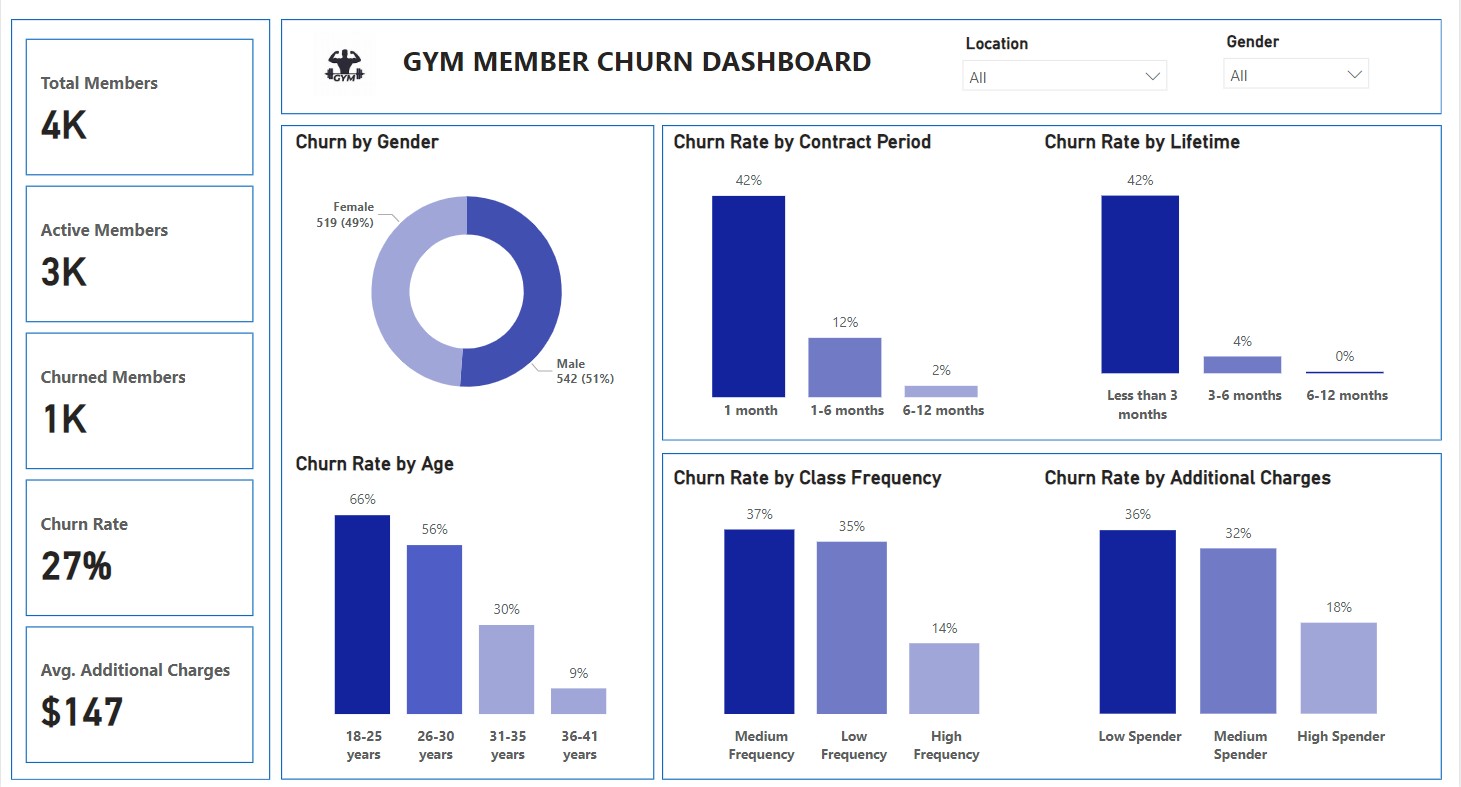 Total Members
4K
Active Members
3K
Churned Members
1K
Churn Rate
27%
Avg. Additional Charges
$147
GYM
GYM MEMBER CHURN DASHBOARD
Location
All
Gender
All
Churn by Gender
Female
519 (49%)
Male
542 (51%)
Churn Rate by Age
66%
56%
30%
9%
18-25
years
26-30
years
31-35
years
36-41
years
Churn Rate by Contract Period
42%
12%
2%
1 month
1-6 months
6-12 months
Churn Rate by Lifetime
42%
4%
0%
Less than 3
months
3-6 months
6-12 months
Churn Rate by Class Frequency
37%
35%
14%
Medium
Frequency
Low
Frequency
High
Frequency
Churn Rate by Additional Charges
36%
32%
18%
Low Spender
Medium
Spender
High Spender